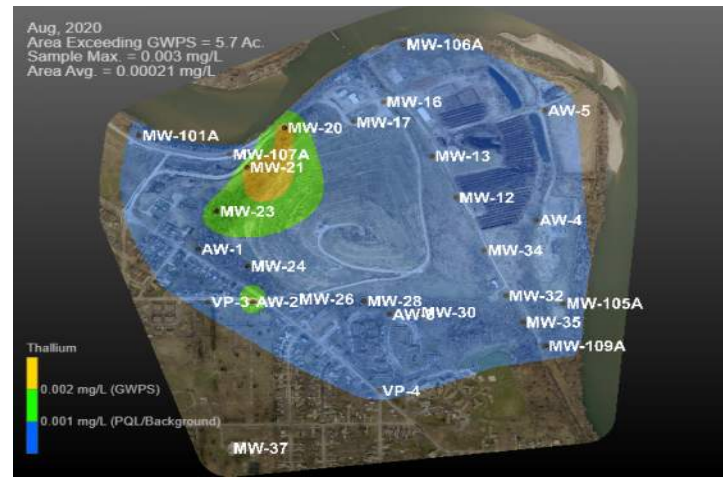 Aug, 2020
Area Exceeding GWPS = 5.7 Ac.
Sample Max. = 0.003 mg/L
Area Avg. = 0.00021 mg/L
MW-106A
MW-16
AW-5
MW-17
MW-20
MW-101A
MW-107A
MW-13
MW-21
MW-12
MW-23
AW-4
AW-1
MW-34
MW-24
MW-32
VP-3
AW-2
MW-26
MW-28
MW-105A
MW-30
MW-35
MW-109A
Thallium
0.002 mg/L (GWPS)
VP-4
0.001 mg/L (PQL/Background)
MW-37